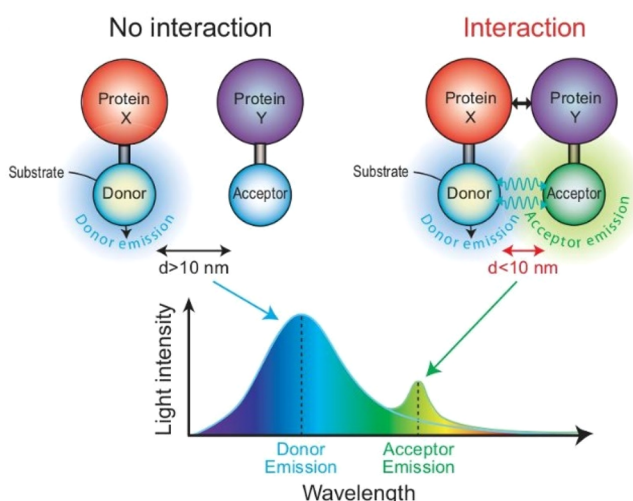 No interaction
Protein
X
Protein
Y
Substrate
Donor
Acceptor
Donor emission
d>10 nm
Interaction
Protein
X
Protein
Y
Substrate
Donor
Acceptor
Donor emission
Acceptor emission
d<10 nm
Light intensity
Donor
Emission
Acceptor
Emission
Wavelength